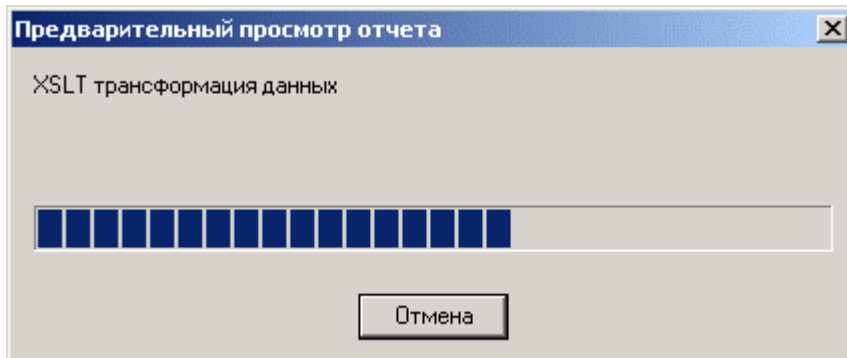 Предварительный просмотр отчета
XSLT трансформация данных
Отмена